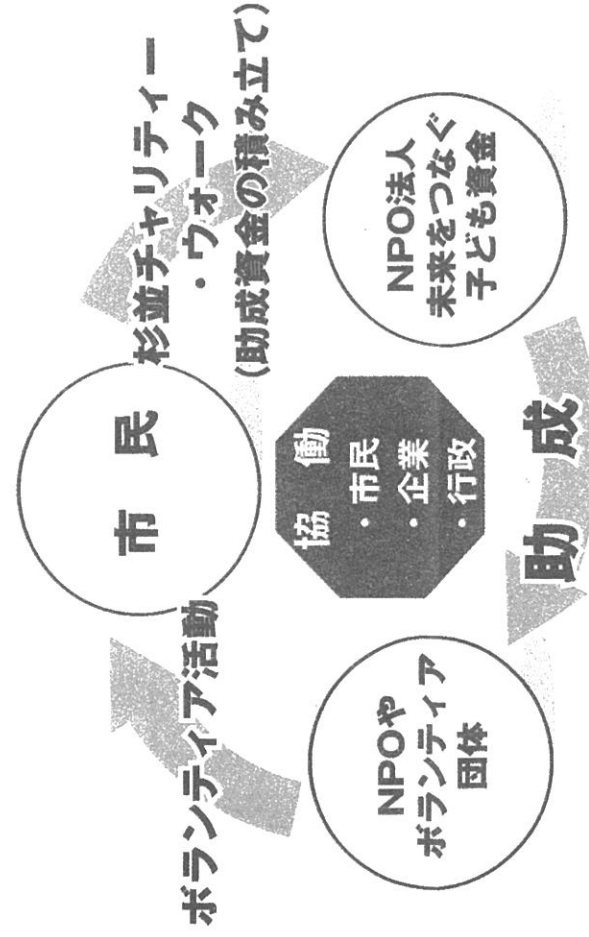 市　民
杉並チャリティー
・ウォーク
(助成資金の積み立て)
NPO法人
未来をつなぐ
子ども資金
助　成
NPOや
ボランティア
団体
ボランティア活動
協　働
・市民
・企業
・行政